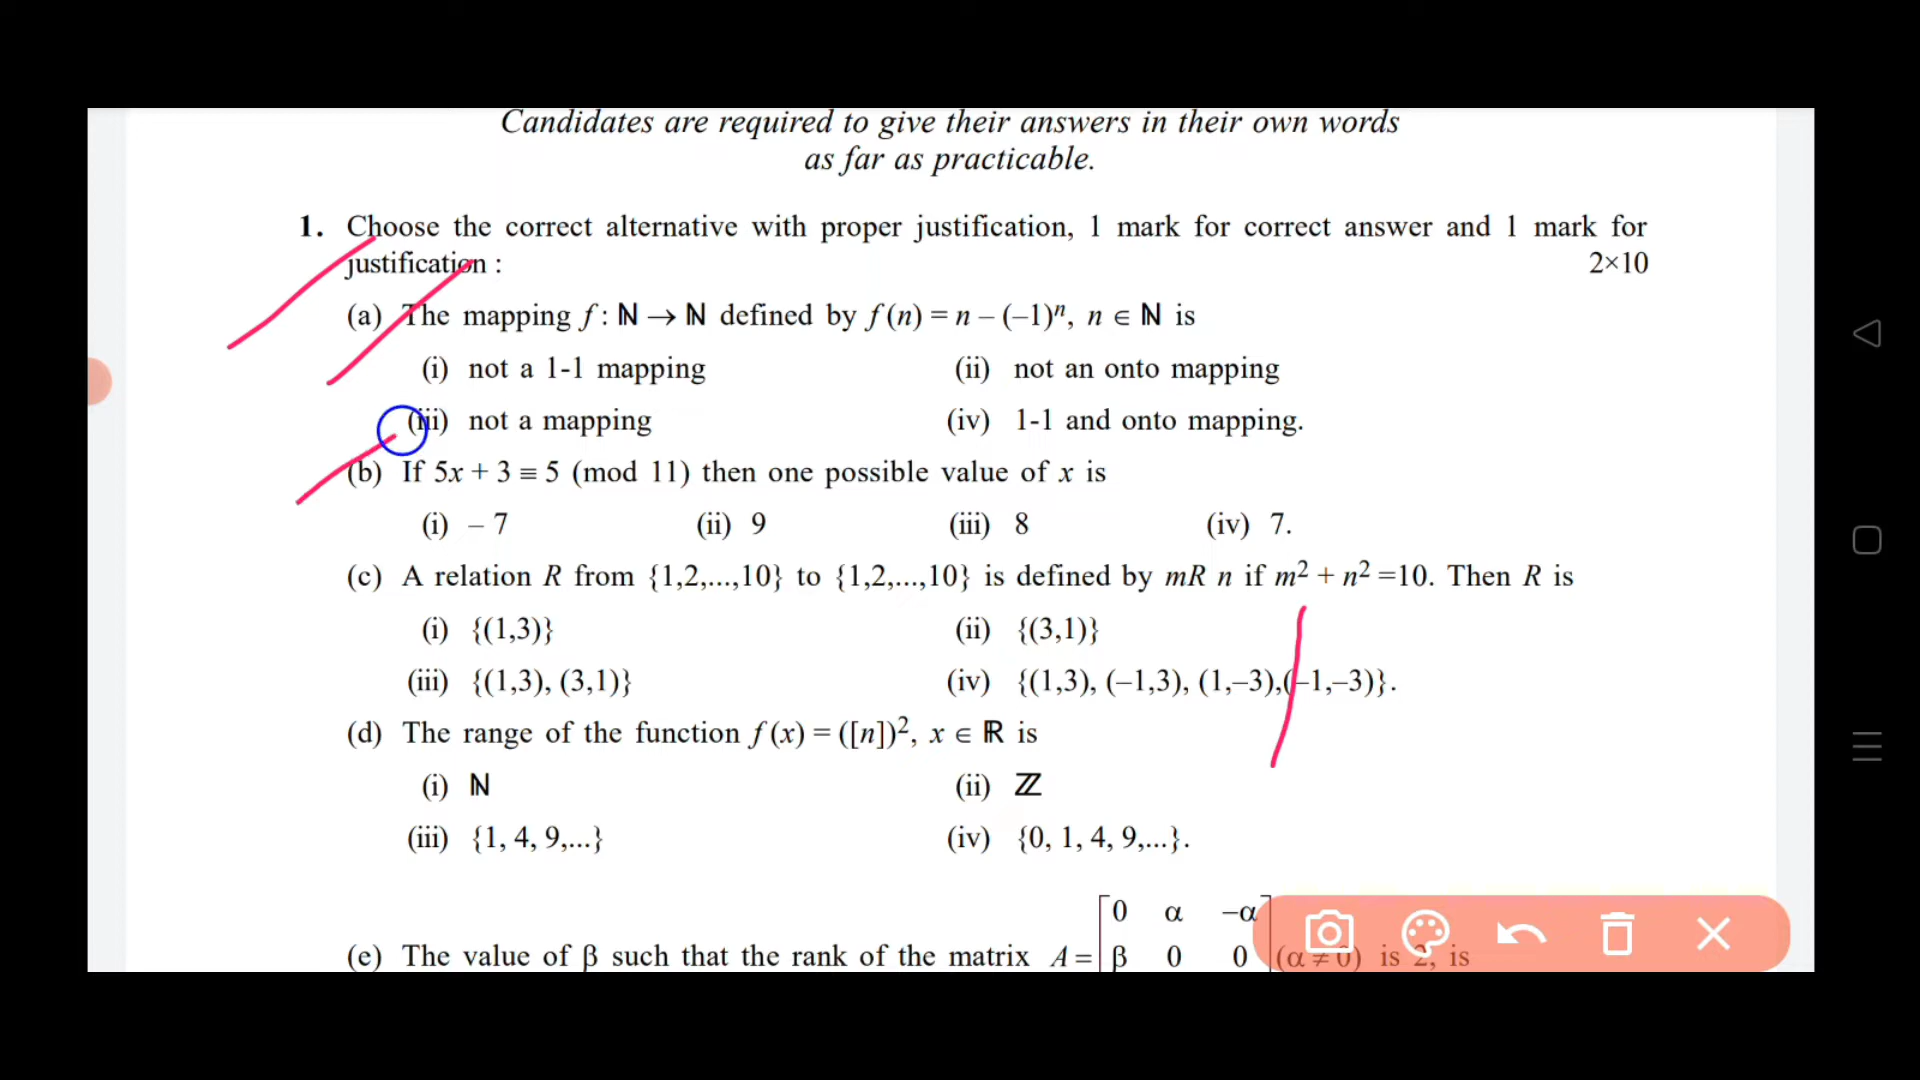 Candidates are required to give their answers in their own words
as far as practicable.
1. Choose the correct alternative with proper justification, 1 mark for correct answer and 1 mark for
justification : 2×10
(a) The mapping f : ℕ → ℕ defined by f(n) = n – (–1)ⁿ, n ∈ ℕ is
(i) not a 1-1 mapping (ii) not an onto mapping
(iii) not a mapping (iv) 1-1 and onto mapping.
(b) If 5x + 3 ≡ 5 (mod 11) then one possible value of x is
(i) – 7 (ii) 9 (iii) 8 (iv) 7.
(c) A relation R from {1,2,...,10} to {1,2,...,10} is defined by mR n if m² + n² =10. Then R is
(i) {(1,3)} (ii) {(3,1)}
(iii) {(1,3), (3,1)} (iv) {(1,3), (–1,3), (1,–3),(–1,–3)}.
(d) The range of the function f(x) = ([n])², x ∈ ℝ is
(i) ℕ (ii) ℤ
(iii) {1, 4, 9,...} (iv) {0, 1, 4, 9,...}.
0 α –α
(e) The value of β such that the rank of the matrix A = β 0 0 (α ≠ 0) is 2, is